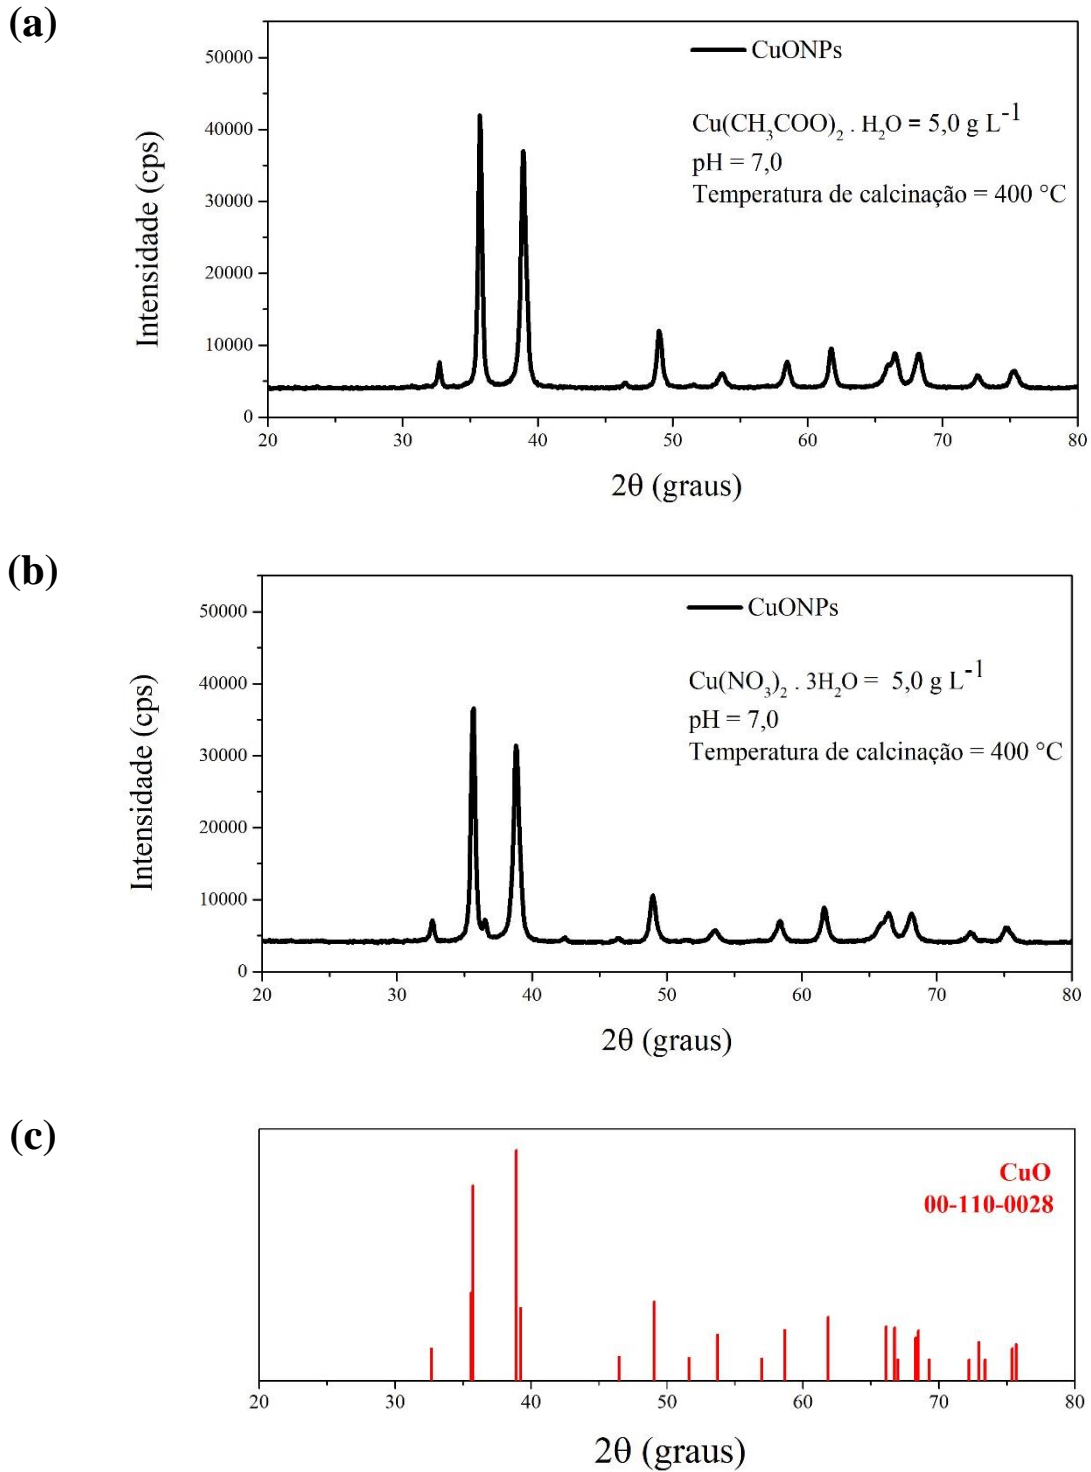 (a)
50000
40000
30000
20000
10000
0
Intensidade (cps)
CuONPs
Cu(CH3COO)2 . H2O = 5,0 g L-1
pH = 7,0
Temperatura de calcinação = 400 °C
20 30 40 50 60 70 80
2θ (graus)
(b)
50000
40000
30000
20000
10000
0
Intensidade (cps)
CuONPs
Cu(NO3)2 . 3H2O = 5,0 g L-1
pH = 7,0
Temperatura de calcinação = 400 °C
20 30 40 50 60 70 80
2θ (graus)
(c)
CuO
00-110-0028
20 30 40 50 60 70 80
2θ (graus)